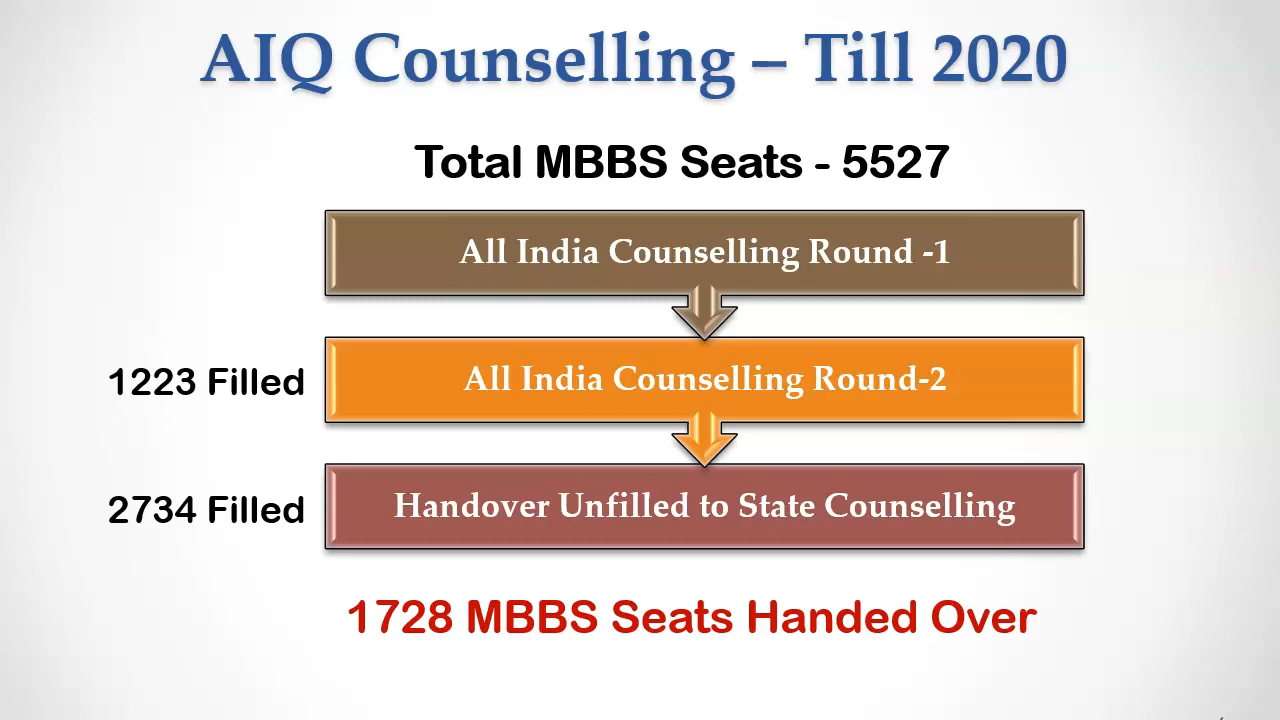 AIQ Counselling – Till 2020
Total MBBS Seats - 5527
All India Counselling Round -1
1223 Filled
All India Counselling Round-2
2734 Filled
Handover Unfilled to State Counselling
1728 MBBS Seats Handed Over